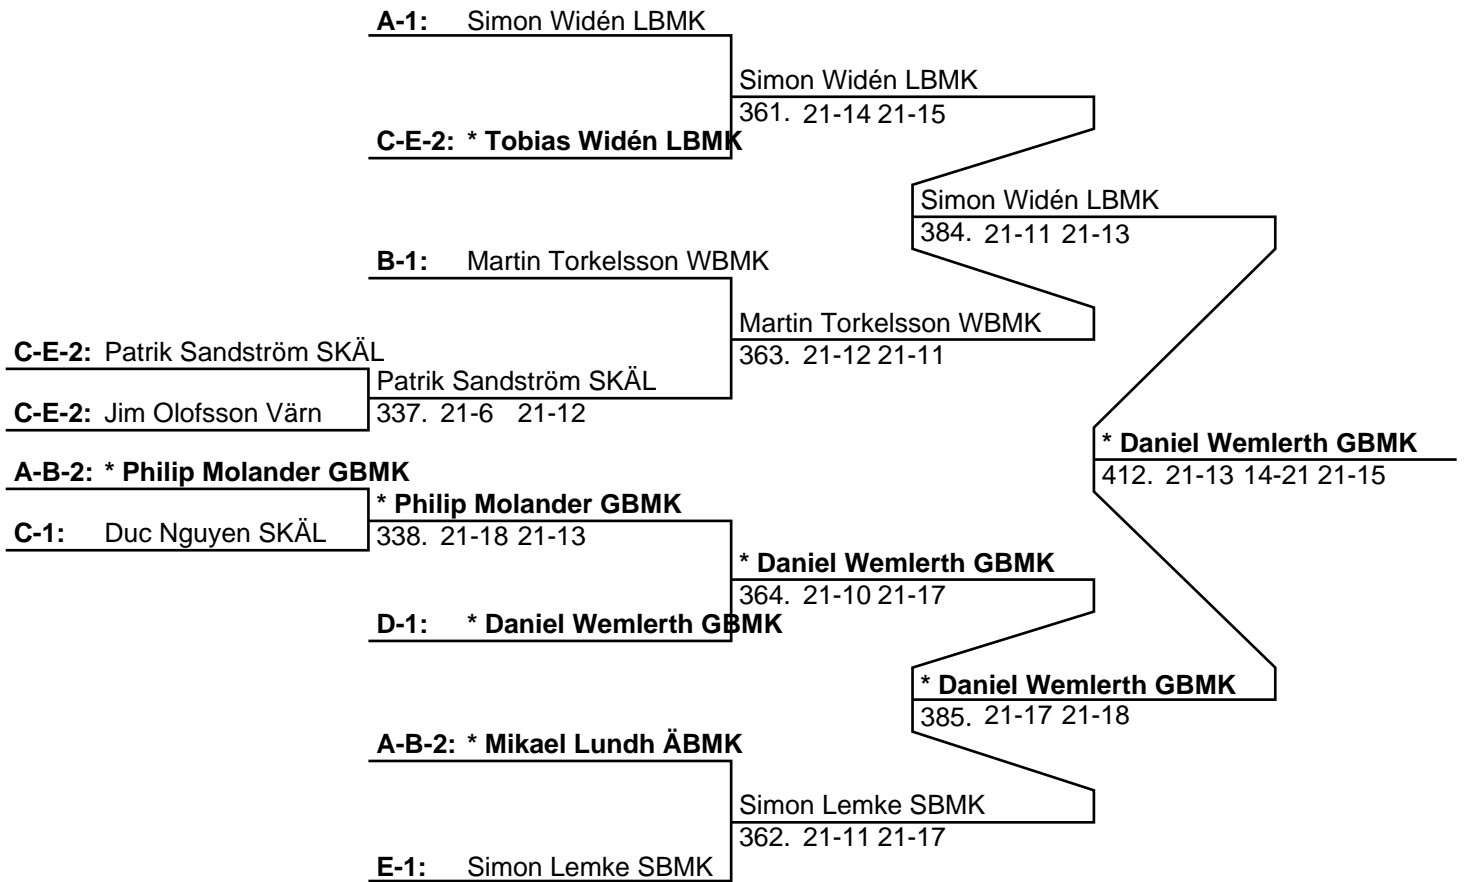 A-1: Simon Widén LBMK
Simon Widén LBMK
361. 21-14 21-15
C-E-2: * Tobias Widén LBMK
Simon Widén LBMK
384. 21-11 21-13
B-1: Martin Torkelsson WBMK
Martin Torkelsson WBMK
363. 21-12 21-11
C-E-2: Patrik Sandström SKÄL
Patrik Sandström SKÄL
337. 21-6 21-12
C-E-2: Jim Olofsson Värn
* Daniel Wemlerth GBMK
412. 21-13 14-21 21-15
A-B-2: * Philip Molander GBMK
* Philip Molander GBMK
338. 21-18 21-13
C-1: Duc Nguyen SKÄL
* Daniel Wemlerth GBMK
364. 21-10 21-17
D-1: * Daniel Wemlerth GBMK
* Daniel Wemlerth GBMK
385. 21-17 21-18
A-B-2: * Mikael Lundh ÄBMK
Simon Lemke SBMK
362. 21-11 21-17
E-1: Simon Lemke SBMK